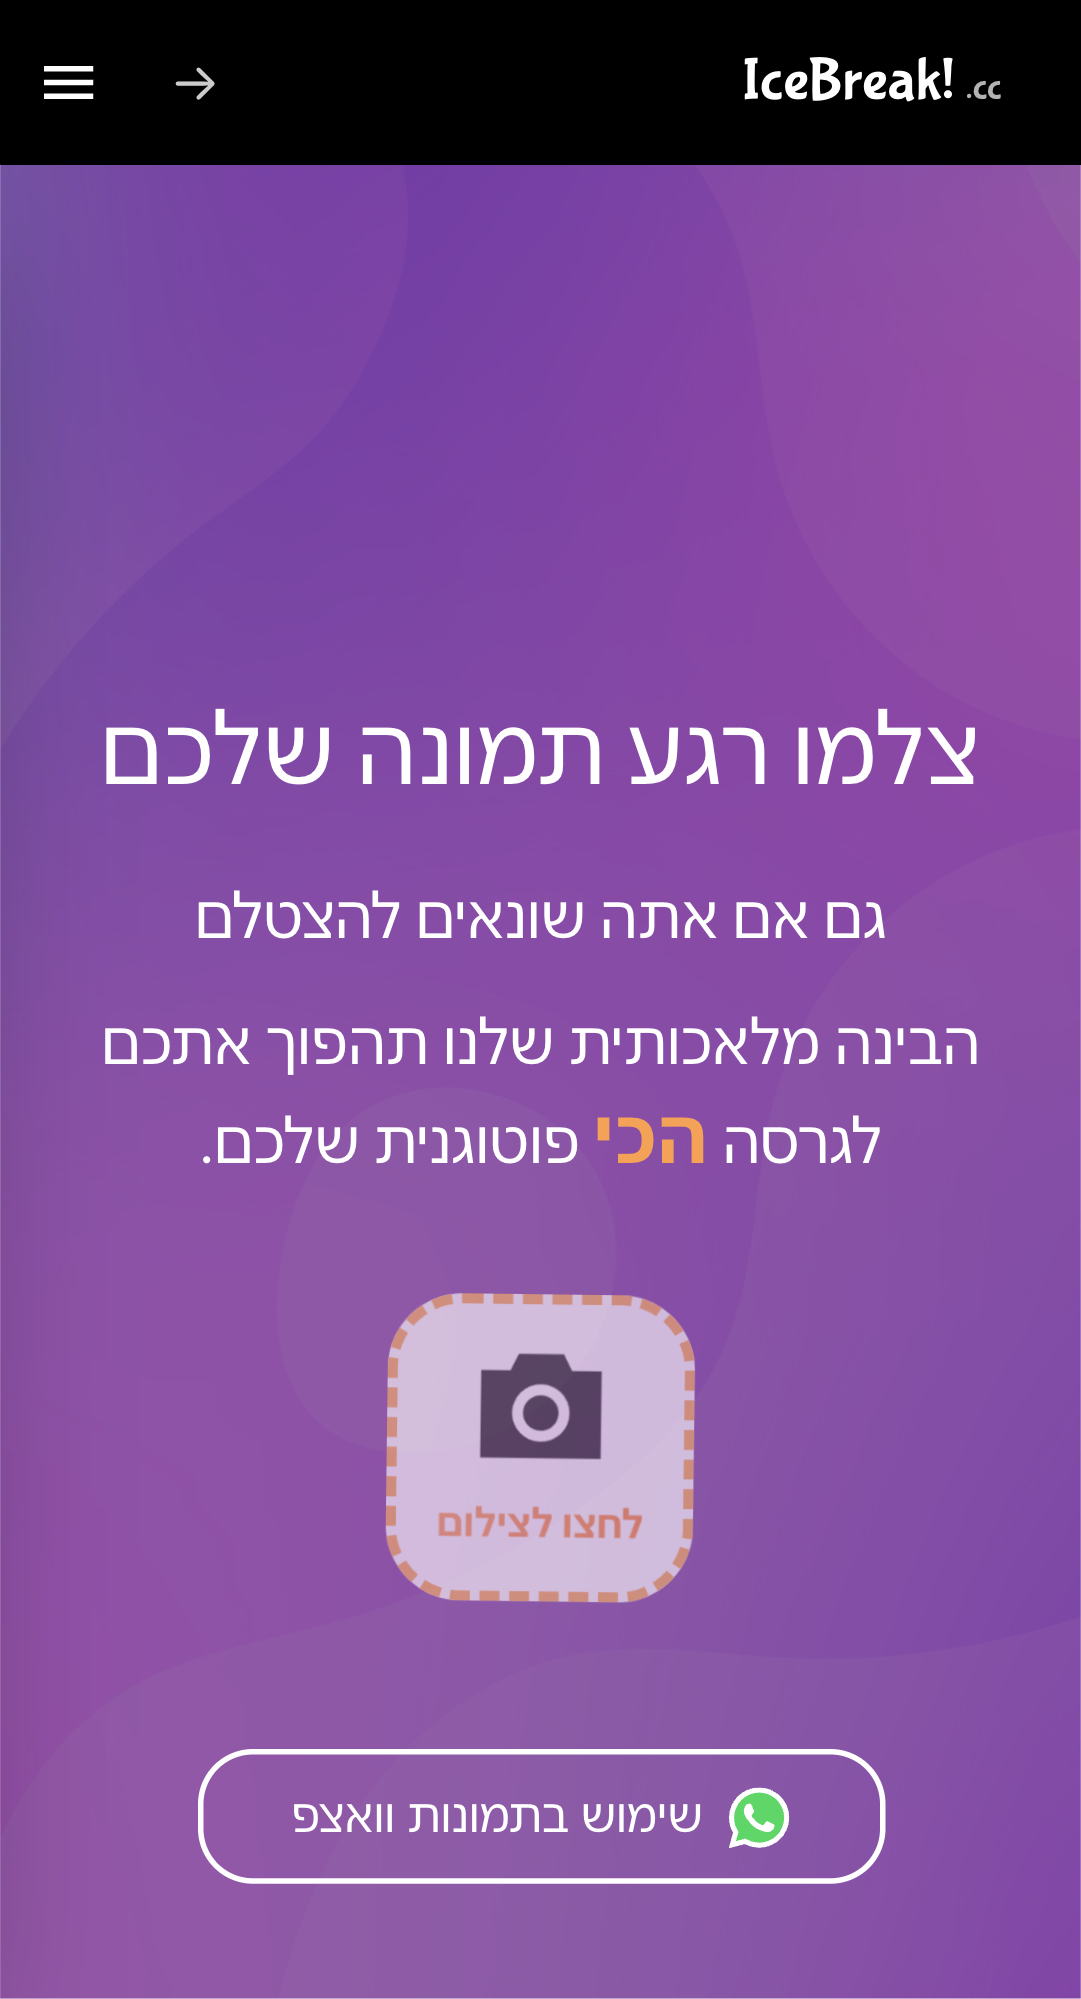 IceBreak! .cc
צלמו רגע תמונה שלכם
גם אם אתה שונאים להצטלם
הבינה מלאכותית שלנו תהפוך אתכם
לגרסה הכי פוטוגנית שלכם.
לחצו לצילום
שימוש בתמונות וואצפ